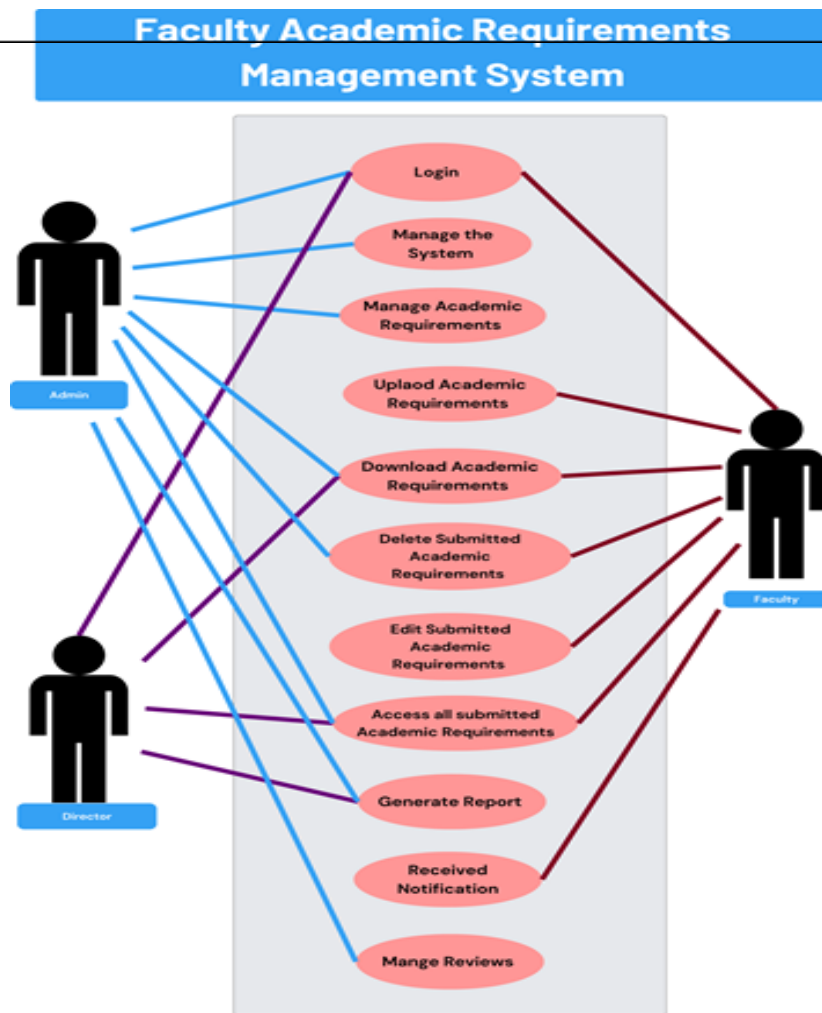 Faculty Academic Requirements
Management System
Login
Manage the
System
Manage Academic
Requirements
Uplaod Academic
Requirements
Admin
Download Academic
Requirements
Delete Submitted
Academic
Requirements
Faculty
Edit Submitted
Academic
Requirements
Access all submitted
Academic Requirements
Generate Report
Director
Received
Notification
Mange Reviews